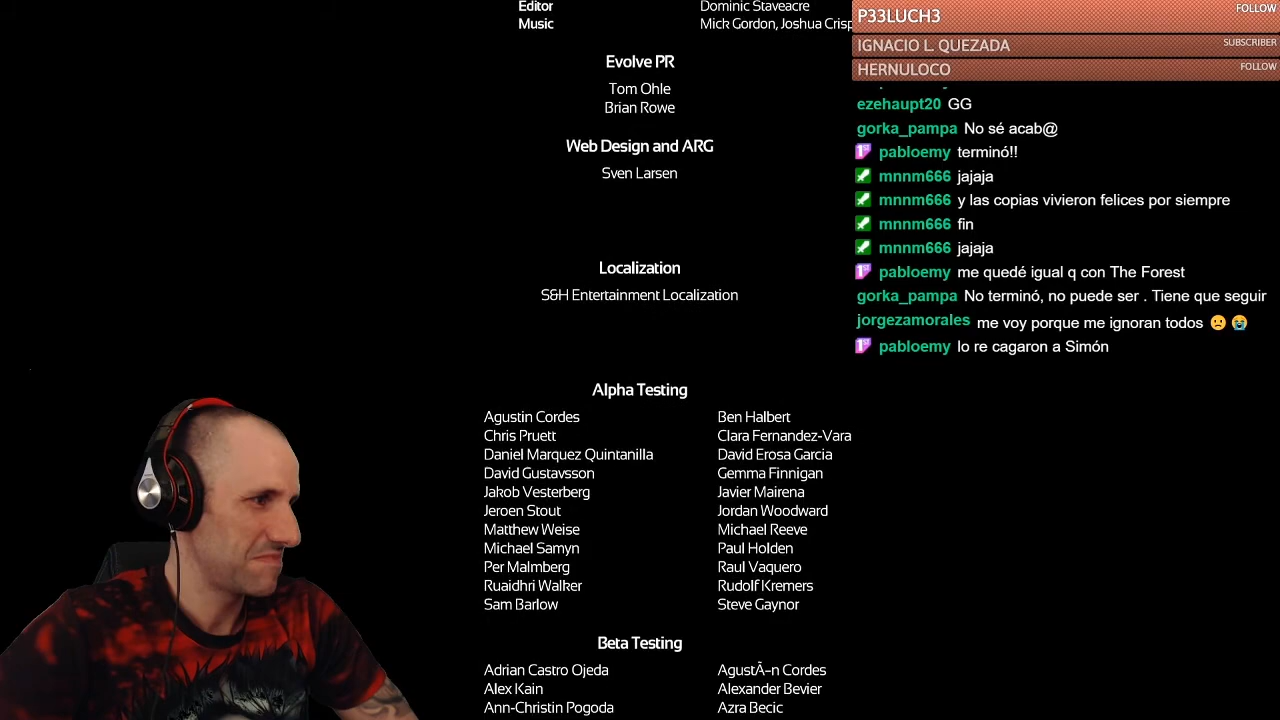 Editor Dominic Staveacre
Music Mick Gordon, Joshua Crisp
Evolve PR
Tom Ohle
Brian Rowe
Web Design and ARG
Sven Larsen
Localization
S&H Entertainment Localization
Alpha Testing
Agustin Cordes Ben Halbert
Chris Pruett Clara Fernandez-Vara
Daniel Marquez Quintanilla David Erosa Garcia
David Gustavsson Gemma Finnigan
Jakob Vesterberg Javier Mairena
Jeroen Stout Jordan Woodward
Matthew Weise Michael Reeve
Michael Samyn Paul Holden
Per Malmberg Raul Vaquero
Ruaidhri Walker Rudolf Kremers
Sam Barlow Steve Gaynor
Beta Testing
Adrian Castro Ojeda AgustÃ-n Cordes
Alex Kain Alexander Bevier
Ann-Christin Pogoda Azra Becic
P33LUCH3 FOLLOW
IGNACIO L. QUEZADA SUBSCRIBER
HERNULOCO FOLLOW
ezehaupt20 GG
gorka_pampa No sé acab@
1ST pabloemy terminó!!
mnnm666 jajaja
mnnm666 y las copias vivieron felices por siempre
mnnm666 fin
mnnm666 jajaja
1ST pabloemy me quedé igual q con The Forest
gorka_pampa No terminó, no puede ser . Tiene que seguir
jorgezamorales me voy porque me ignoran todos 🙁 😭
1ST pabloemy lo re cagaron a Simón